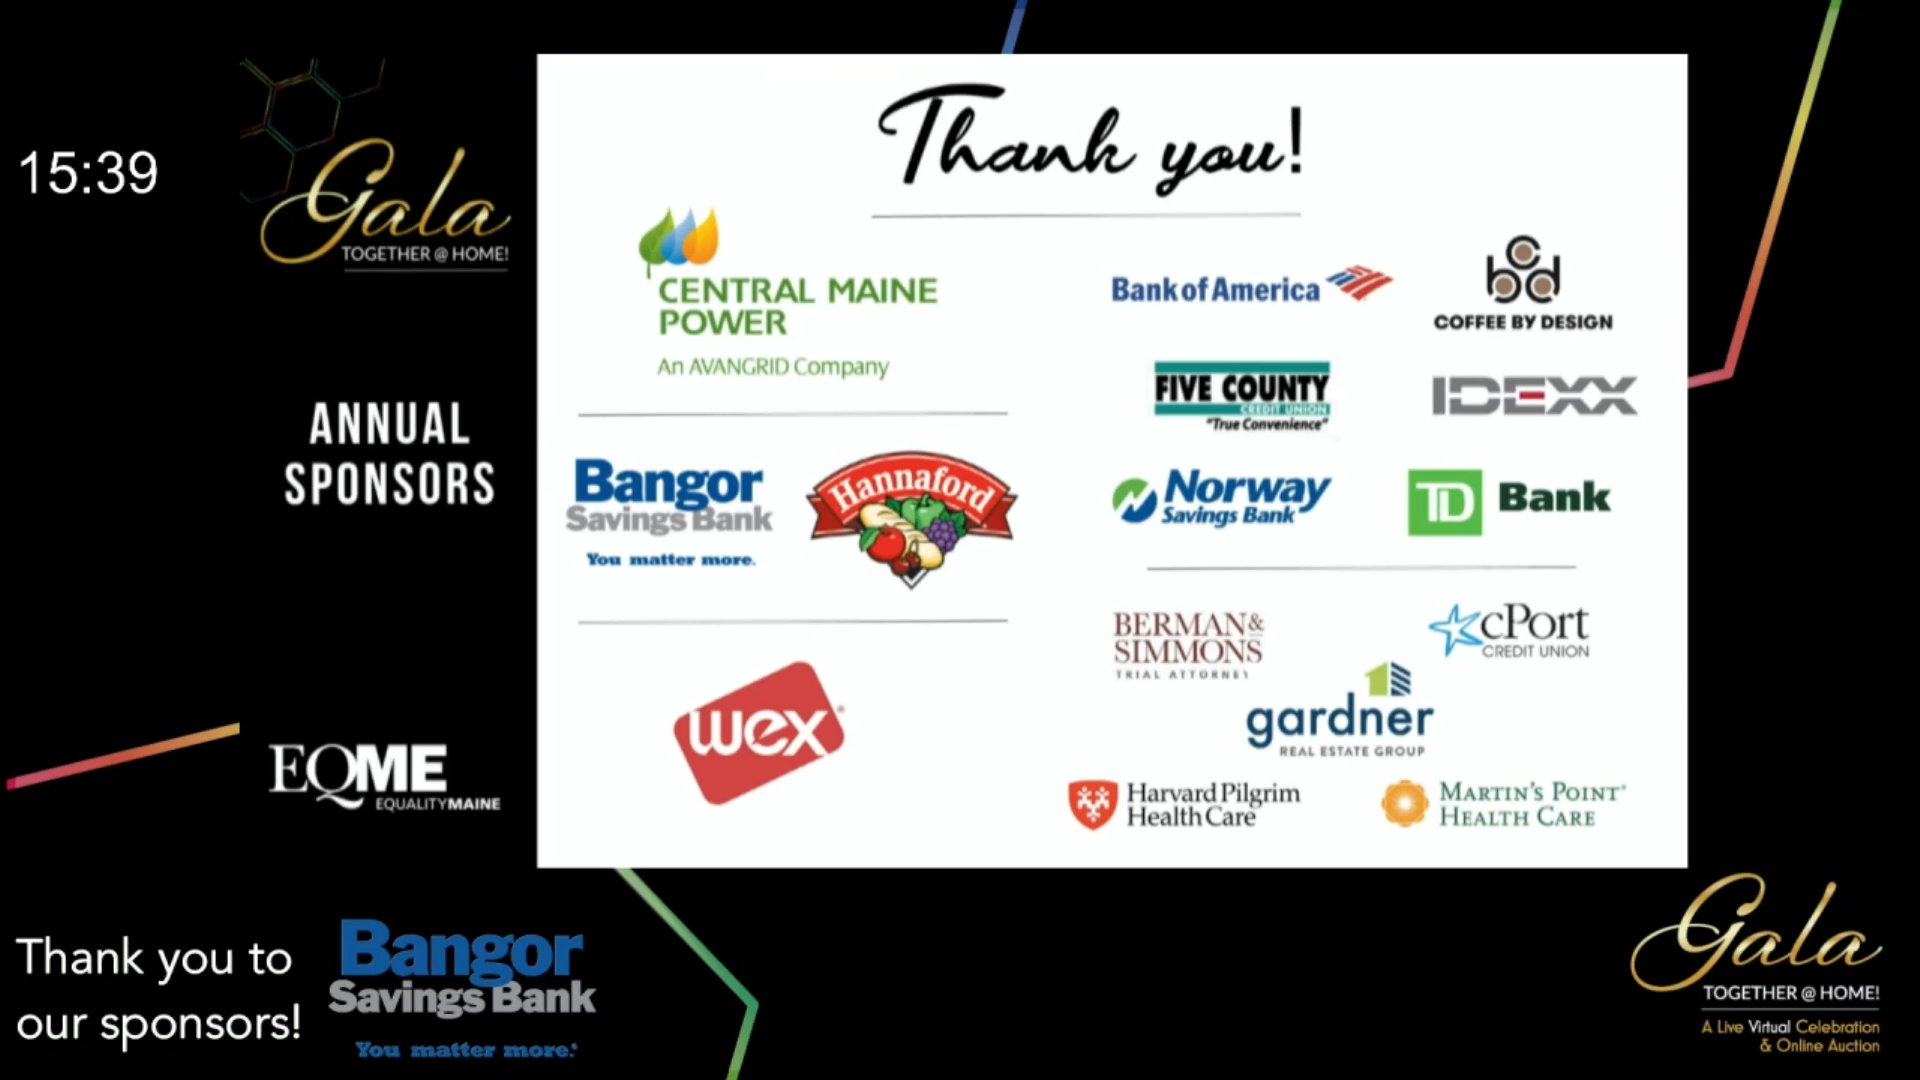 15:39
Gala
TOGETHER @ HOME!
ANNUAL
SPONSORS
EQME
EQUALITYMAINE
Thank you!
CENTRAL MAINE
POWER
An AVANGRID Company
Bangor
Savings Bank
You matter more.
Hannaford
wex
Bank of America
cbd
COFFEE BY DESIGN
FIVE COUNTY
CREDIT UNION
"True Convenience"
IDEXX
Norway
Savings Bank
TD Bank
BERMAN &
SIMMONS
TRIAL ATTORNEY
cPort
CREDIT UNION
gardner
REAL ESTATE GROUP
Harvard Pilgrim
Health Care
MARTIN'S POINT®
HEALTH CARE
Thank you to
our sponsors!
Bangor
Savings Bank
You matter more.®
Gala
TOGETHER @ HOME!
A Live Virtual Celebration
& Online Auction